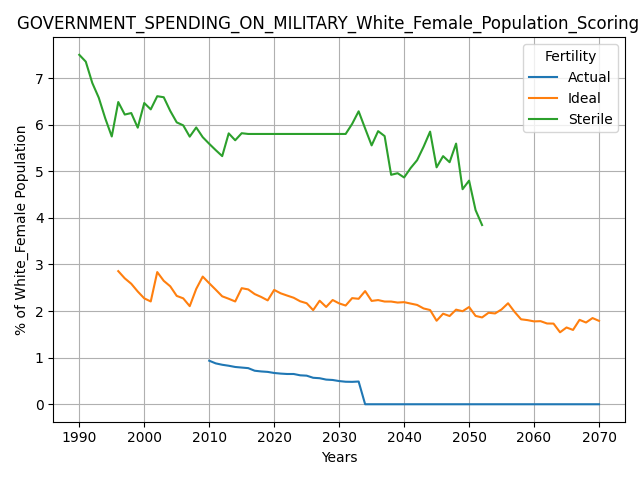 GOVERNMENT_SPENDING_ON_MILITARY_White_Female_Population_Scoring
Fertility
Actual
Ideal
Sterile
% of White_Female Population
7
6
5
4
3
2
1
0
1990 2000 2010 2020 2030 2040 2050 2060 2070
Years